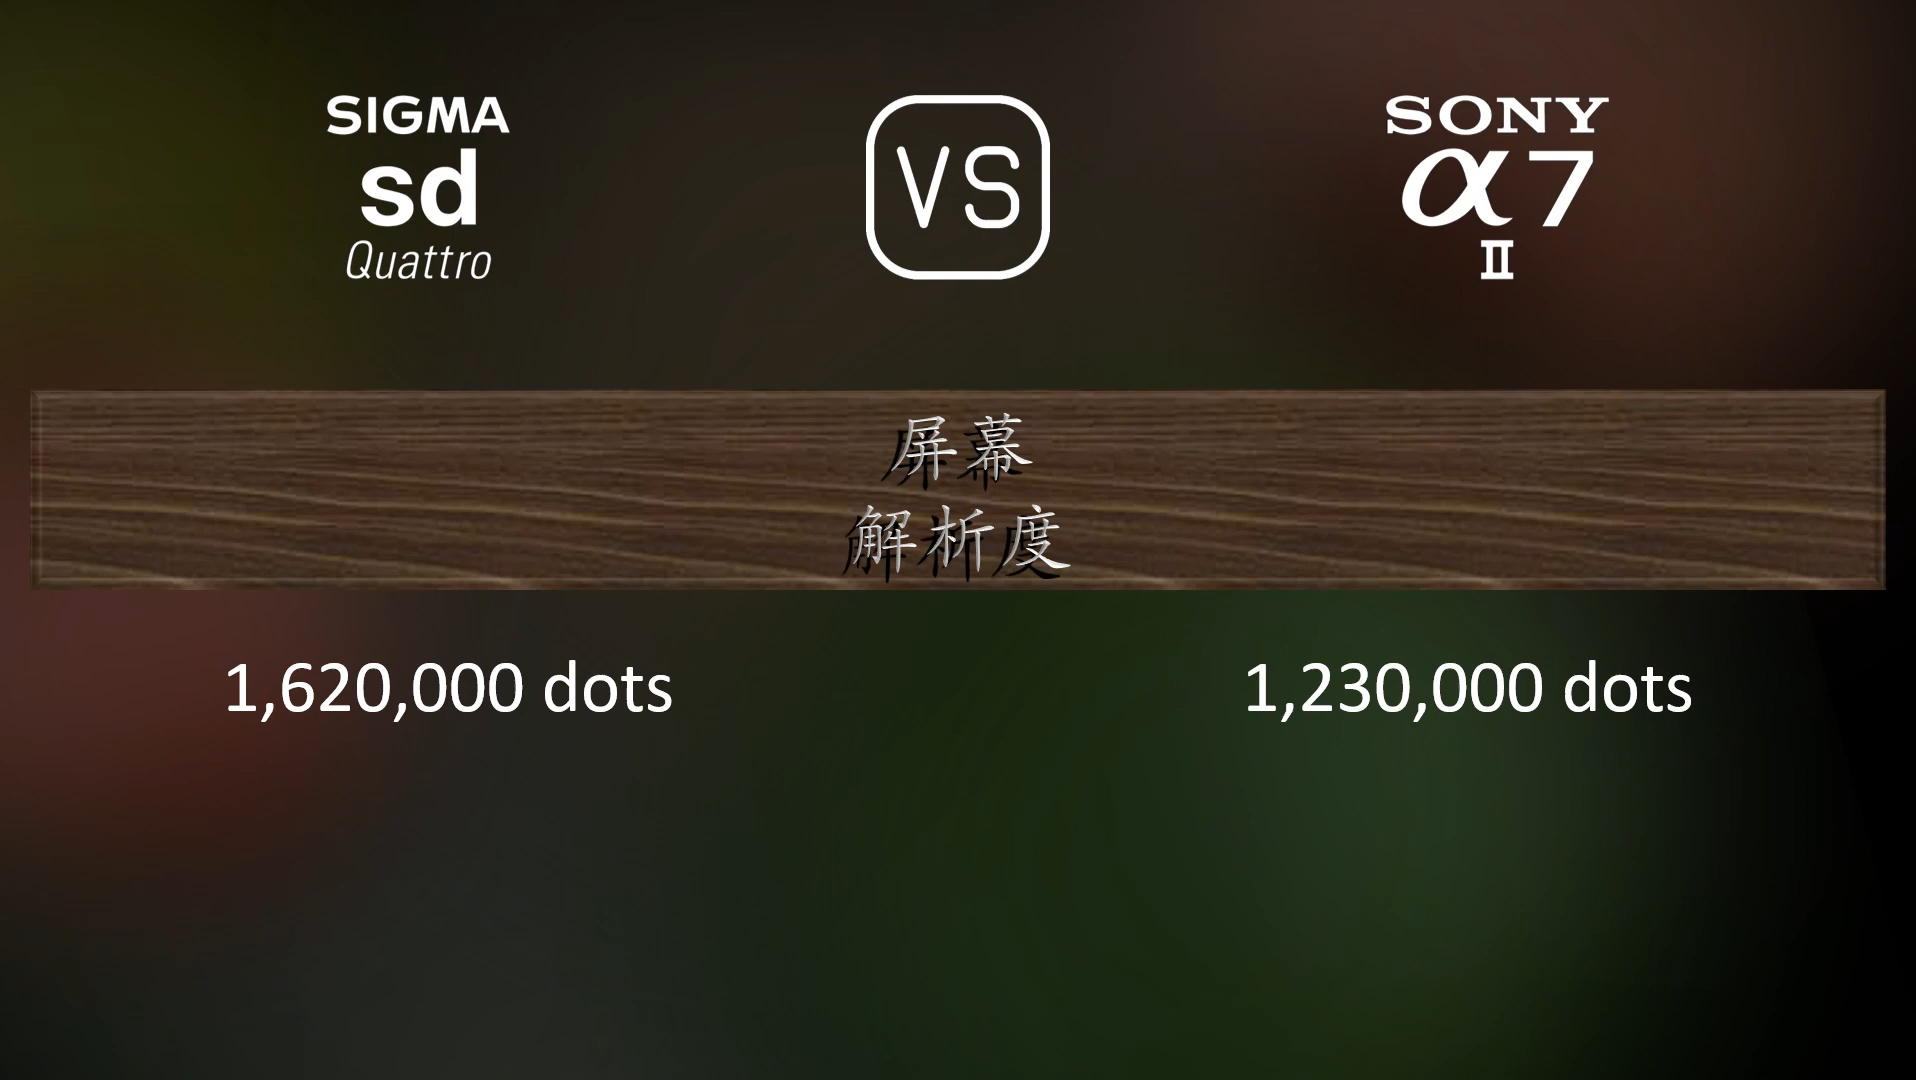 SIGMA
sd
Quattro
VS
SONY
α7
II
屏幕
解析度
1,620,000 dots
1,230,000 dots